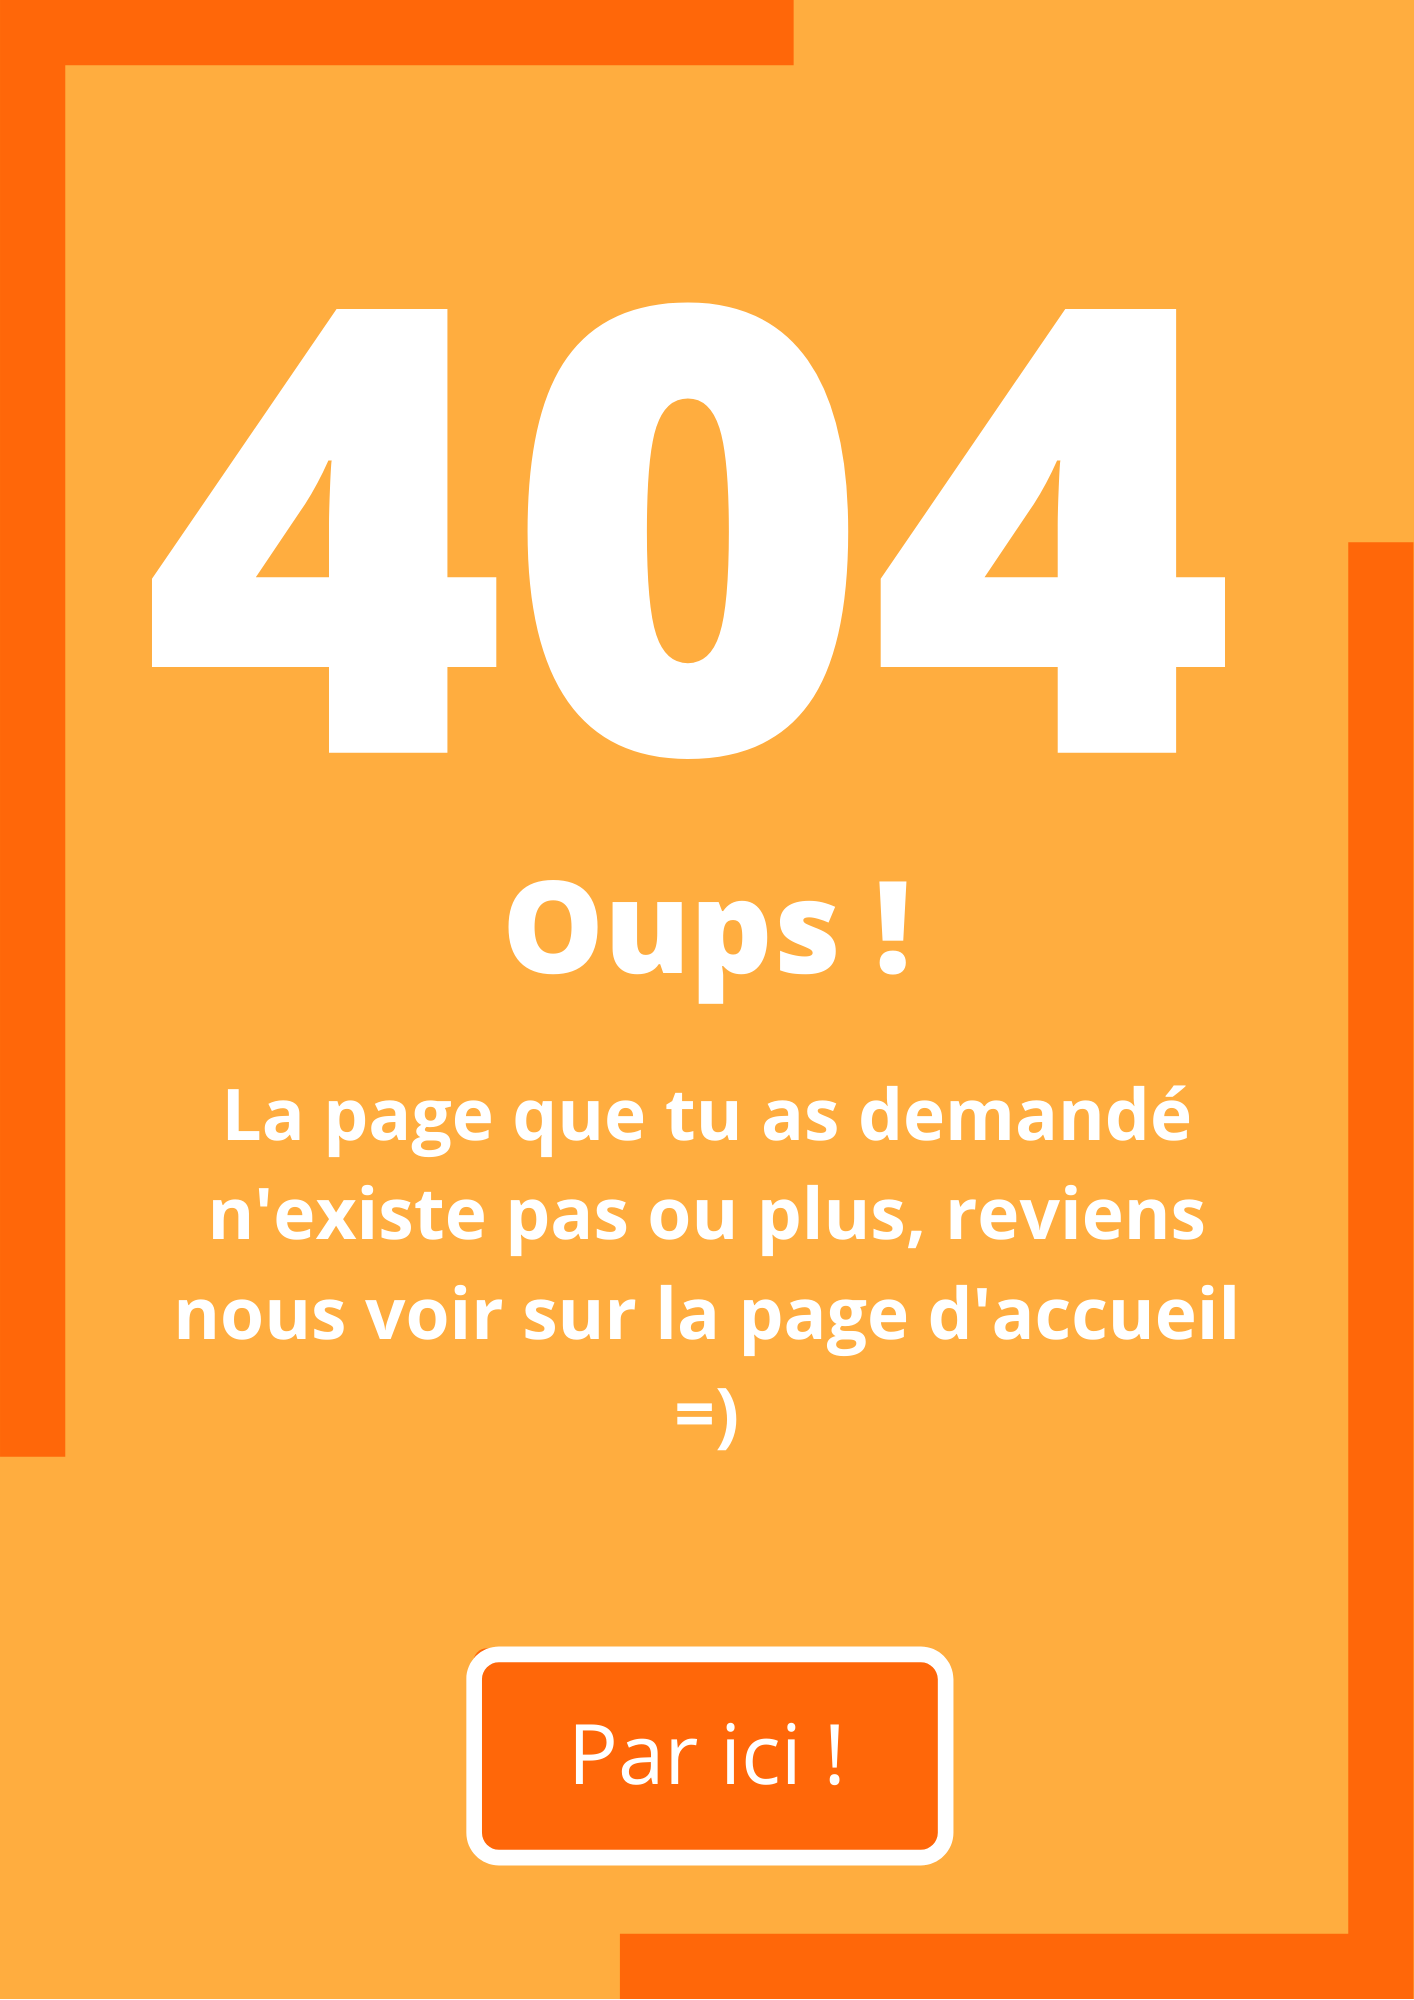 404
Oups !
La page que tu as demandé
n'existe pas ou plus, reviens
nous voir sur la page d'accueil
=)
Par ici !